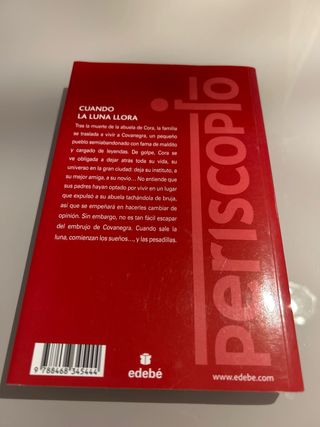 CUANDO
LA LUNA LLORA
Tras la muerte de la abuela de Cora, la familia
se traslada a vivir a Covanegra, un pequeño
pueblo semiabandonado con fama de maldito
y cargado de leyendas. De golpe, Cora se
ve obligada a dejar atrás toda su vida, su
universo en la gran ciudad: deja su instituto, a
su mejor amiga, a su novio... No entiende que
sus padres hayan optado por vivir en un lugar
que expulsó a su abuela tachándola de bruja,
así que se empeñará en hacerles cambiar de
opinión. Sin embargo, no es tan fácil escapar
del embrujo de Covanegra. Cuando sale la
luna, comienzan los sueños..., y las pesadillas.
periscopio
9 788468 345444
edebé
www.edebe.com